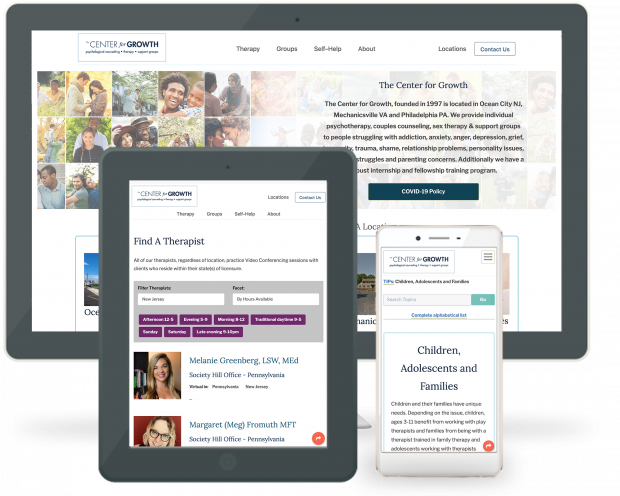 The CENTER for GROWTH
psychological counseling • therapy • support groups
Therapy Groups Self-Help About Locations Contact Us
The Center for Growth
The Center for Growth, founded in 1997 is located in Ocean City NJ,
Mechanicsville VA and Philadelphia PA. We provide individual
psychotherapy, couples counseling, sex therapy & support groups
to people struggling with addiction, anxiety, anger, depression, grief,
trauma, shame, relationship problems, personality issues,
struggles and parenting concerns. Additionally we have a
bust internship and fellowship training program.
COVID-19 Policy
A Loca
Oce
hanic
elphia
The CENTER for GROWTH
psychological counseling • therapy • support groups
Locations Contact Us
Therapy Groups Self-Help About
Find A Therapist
All of our therapists, regardless of location, practice Video Conferencing sessions with
clients who reside within their state(s) of licensure.
Filter Therapists: Facet:
New Jersey By Hours Available
Afternoon 12-5 Evening 5-9 Morning 8-12 Traditional daytime 9-5
Sunday Saturday Late evening 9-10pm
Melanie Greenberg, LSW, MEd
Society Hill Office - Pennsylvania
Virtual in: Pennsylvania New Jersey
Margaret (Meg) Fromuth MFT
Society Hill Office - Pennsylvania
The CENTER for GROWTH
psychological counseling • therapy • support groups
TIPs: Children, Adolescents and Families
Search Topics Go
Complete alphabetical list
Children,
Adolescents and
Families
Children and their families have unique
needs. Depending on the issue, children,
ages 3-11 benefit from working with play
therapists and families from being with a
therapist trained in family therapy and
adolescents working with therapists